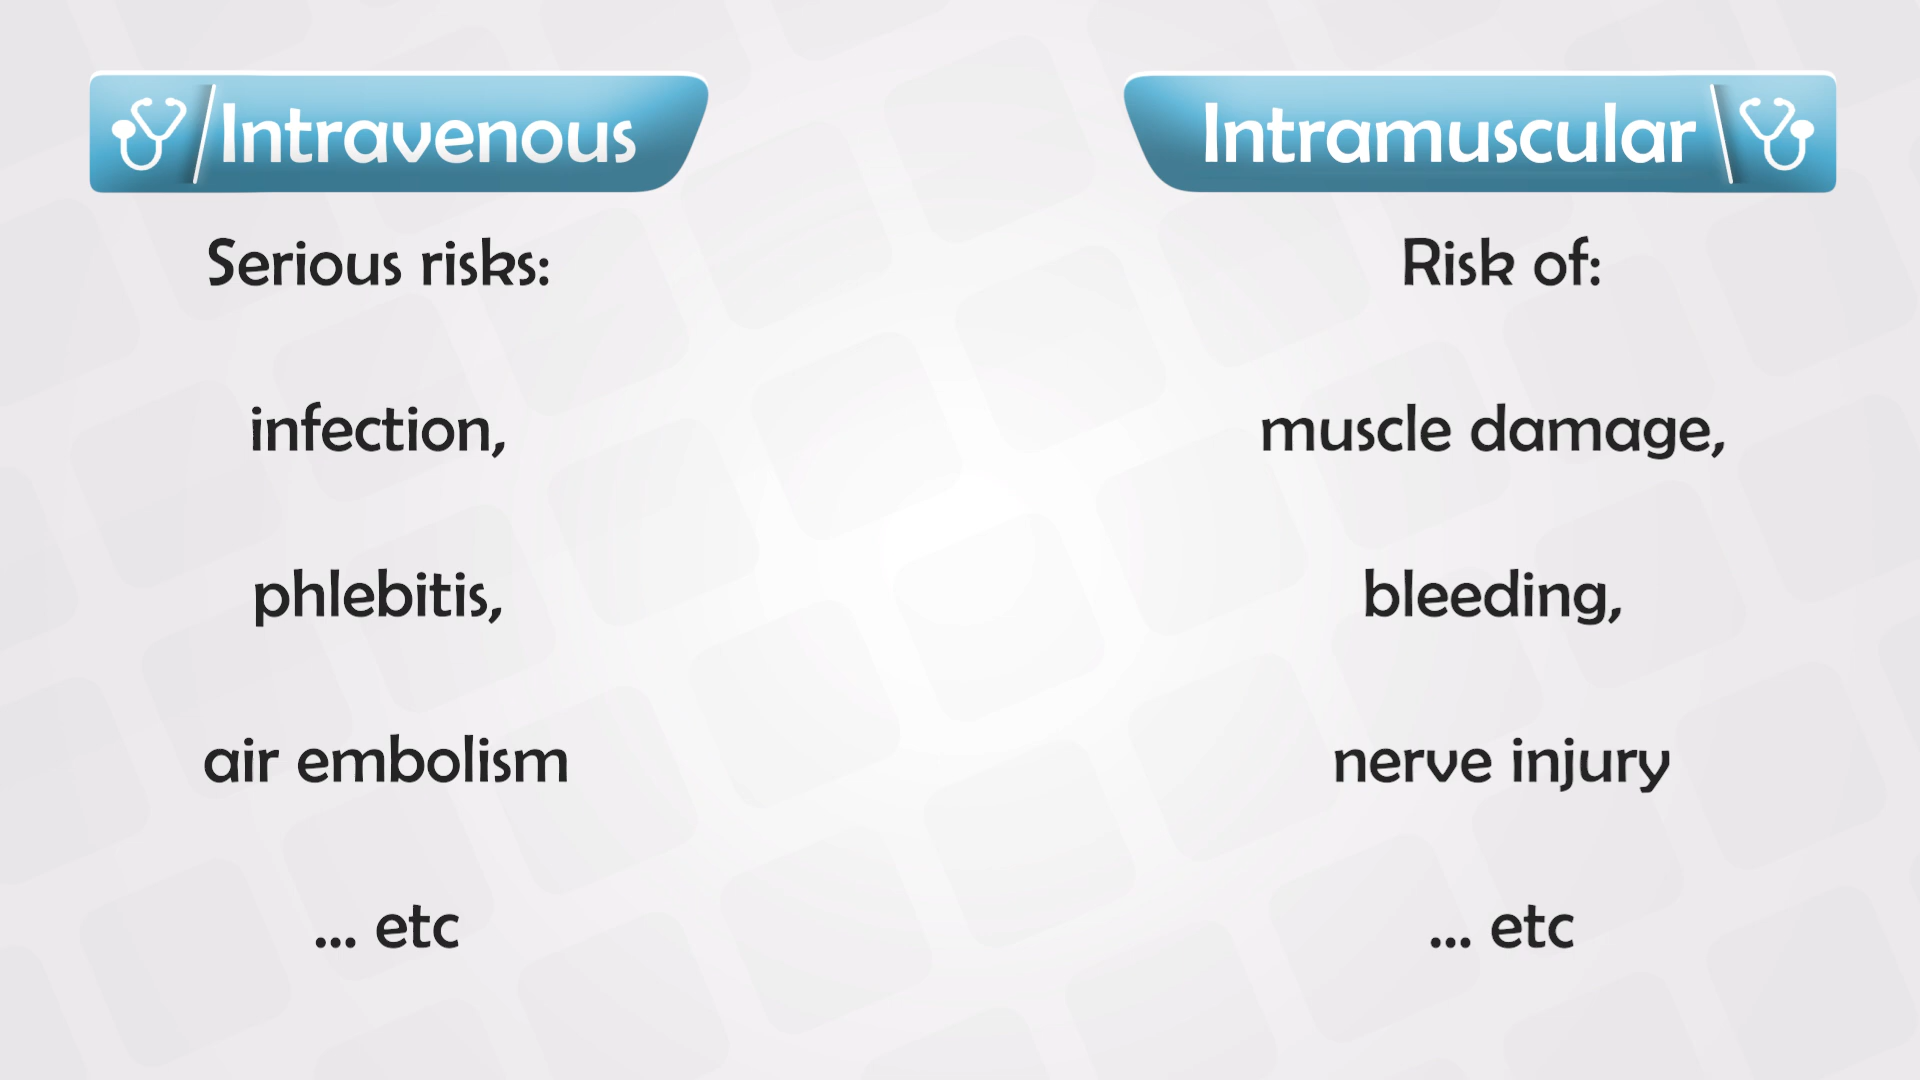 Intravenous
Serious risks:
infection,
phlebitis,
air embolism
... etc
Intramuscular
Risk of:
muscle damage,
bleeding,
nerve injury
... etc